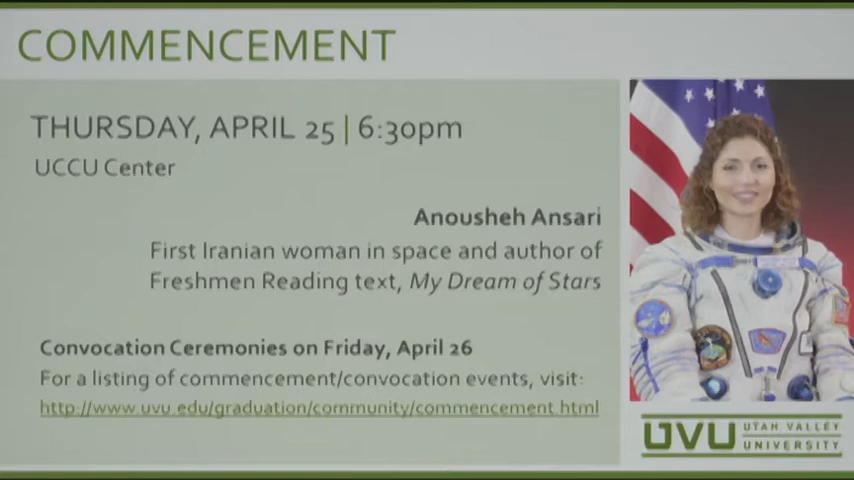 COMMENCEMENT
THURSDAY, APRIL 25 | 6:30pm
UCCU Center
Anousheh Ansari
First Iranian woman in space and author of
Freshmen Reading text, My Dream of Stars
Convocation Ceremonies on Friday, April 26
For a listing of commencement/convocation events, visit:
http://www.uvu.edu/graduation/community/commencement.html
UVU UTAH VALLEY
UNIVERSITY